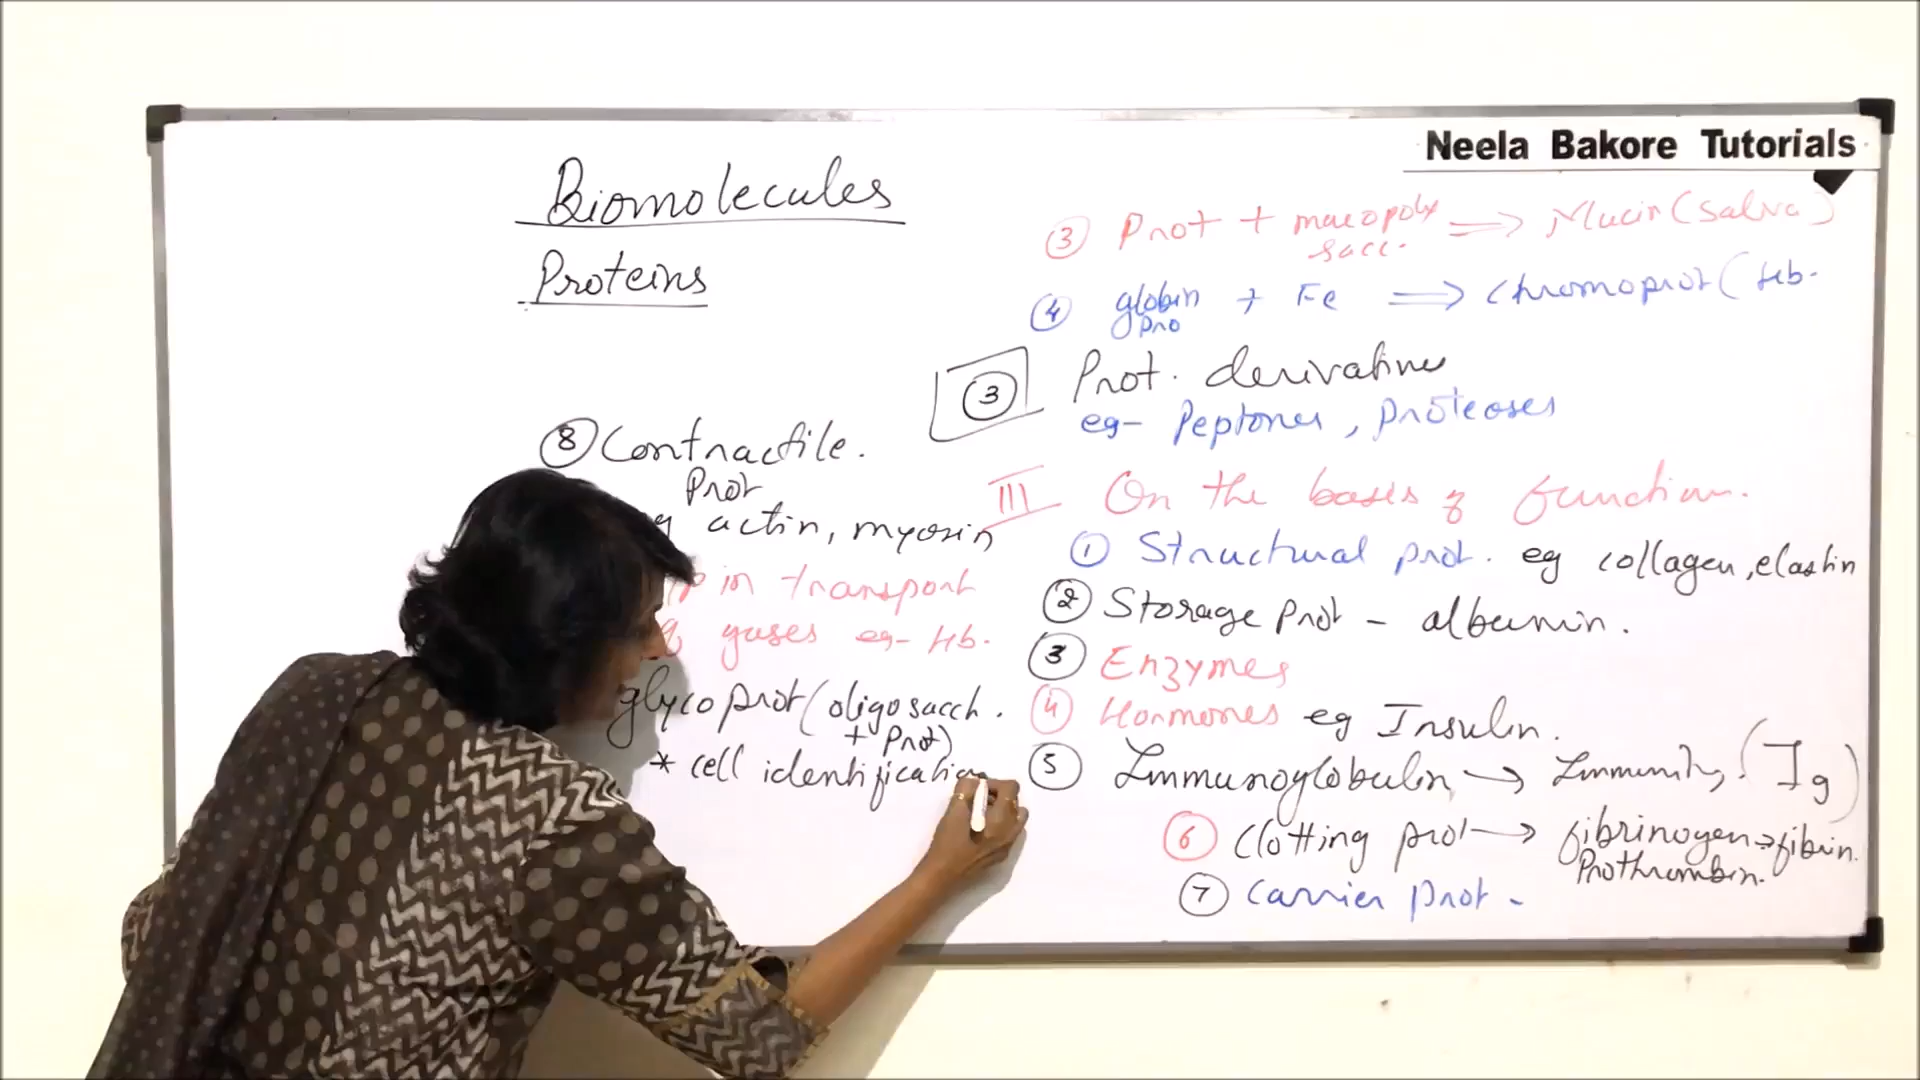 Neela Bakore Tutorials
Biomolecules
Proteins
③ Prot + mucopoly sacc. ⇒ Mucin (Saliva)
④ globin pro + Fe ⇒ Chromoprot (Hb.
③ Prot. derivatives
eg- Peptones, Proteoses
III On the basis of function.
① Structural prot. eg collagen, elastin
② Storage Prot - albumin.
③ Enzymes
④ Hormones eg Insulin.
⑤ Immunoglobulin → Immunity. (Ig)
⑥ Clotting prot → fibrinogen → fibrin.
Prothrombin.
⑦ Carrier prot -
⑧ Contractile.
Prot
actin, myosin
in transport
gases eg- Hb.
glycoprot (oligosacch.
+ Prot)
* cell identification